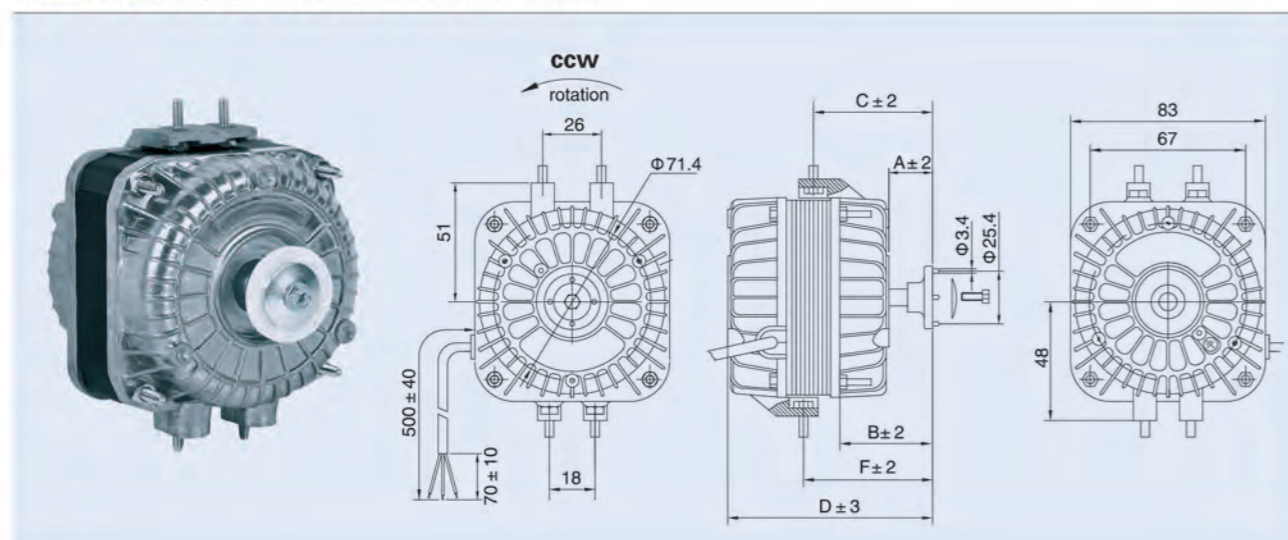 ccw
rotation
26
Φ71.4
51
500±40
70±10
18
C±2
A±2
Φ3.4
Φ25.4
B±2
F±2
D±3
83
67
48